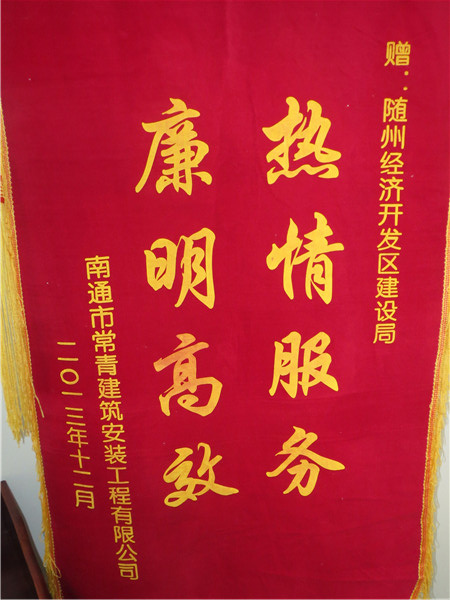 赠：随州经济开发区建设局
热情服务
廉明高效
南通市常青建筑安装工程有限公司
二〇一三年十二月